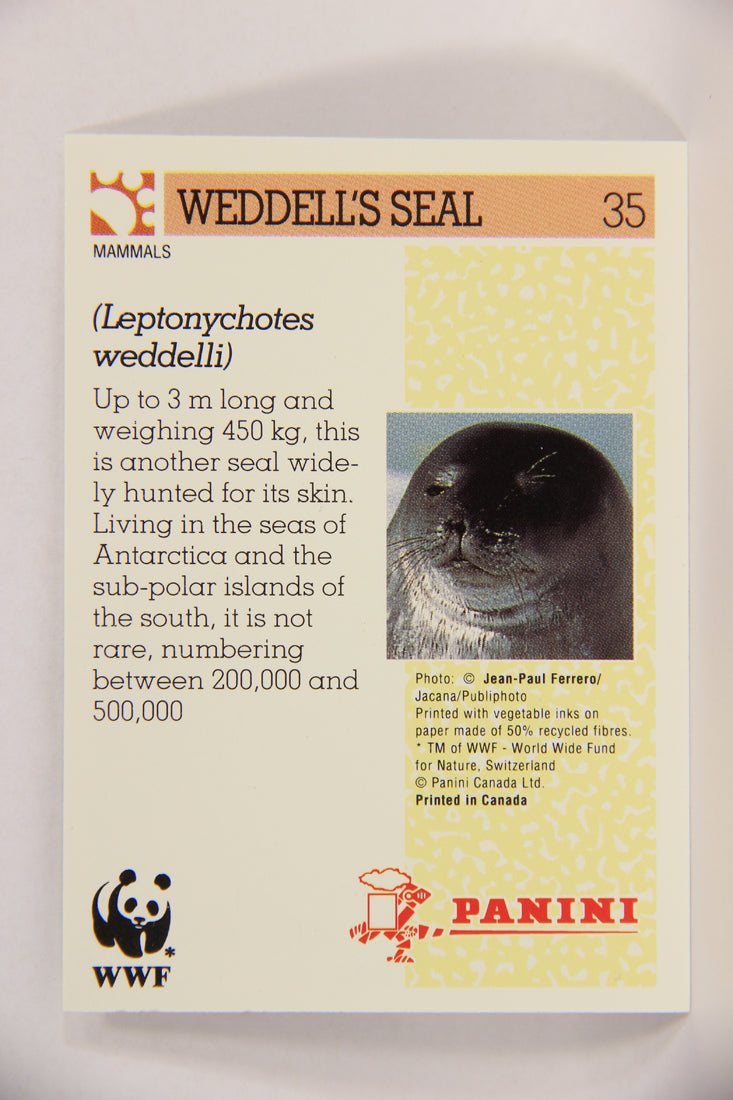 WEDDELL'S SEAL 35
MAMMALS
(Leptonychotes
weddelli)
Up to 3 m long and
weighing 450 kg, this
is another seal wide-
ly hunted for its skin.
Living in the seas of
Antarctica and the
sub-polar islands of
the south, it is not
rare, numbering
between 200,000 and
500,000
Photo: © Jean-Paul Ferrero/
Jacana/Publiphoto
Printed with vegetable inks on
paper made of 50% recycled fibres.
* TM of WWF - World Wide Fund
for Nature, Switzerland
© Panini Canada Ltd.
Printed in Canada
*
WWF
PANINI